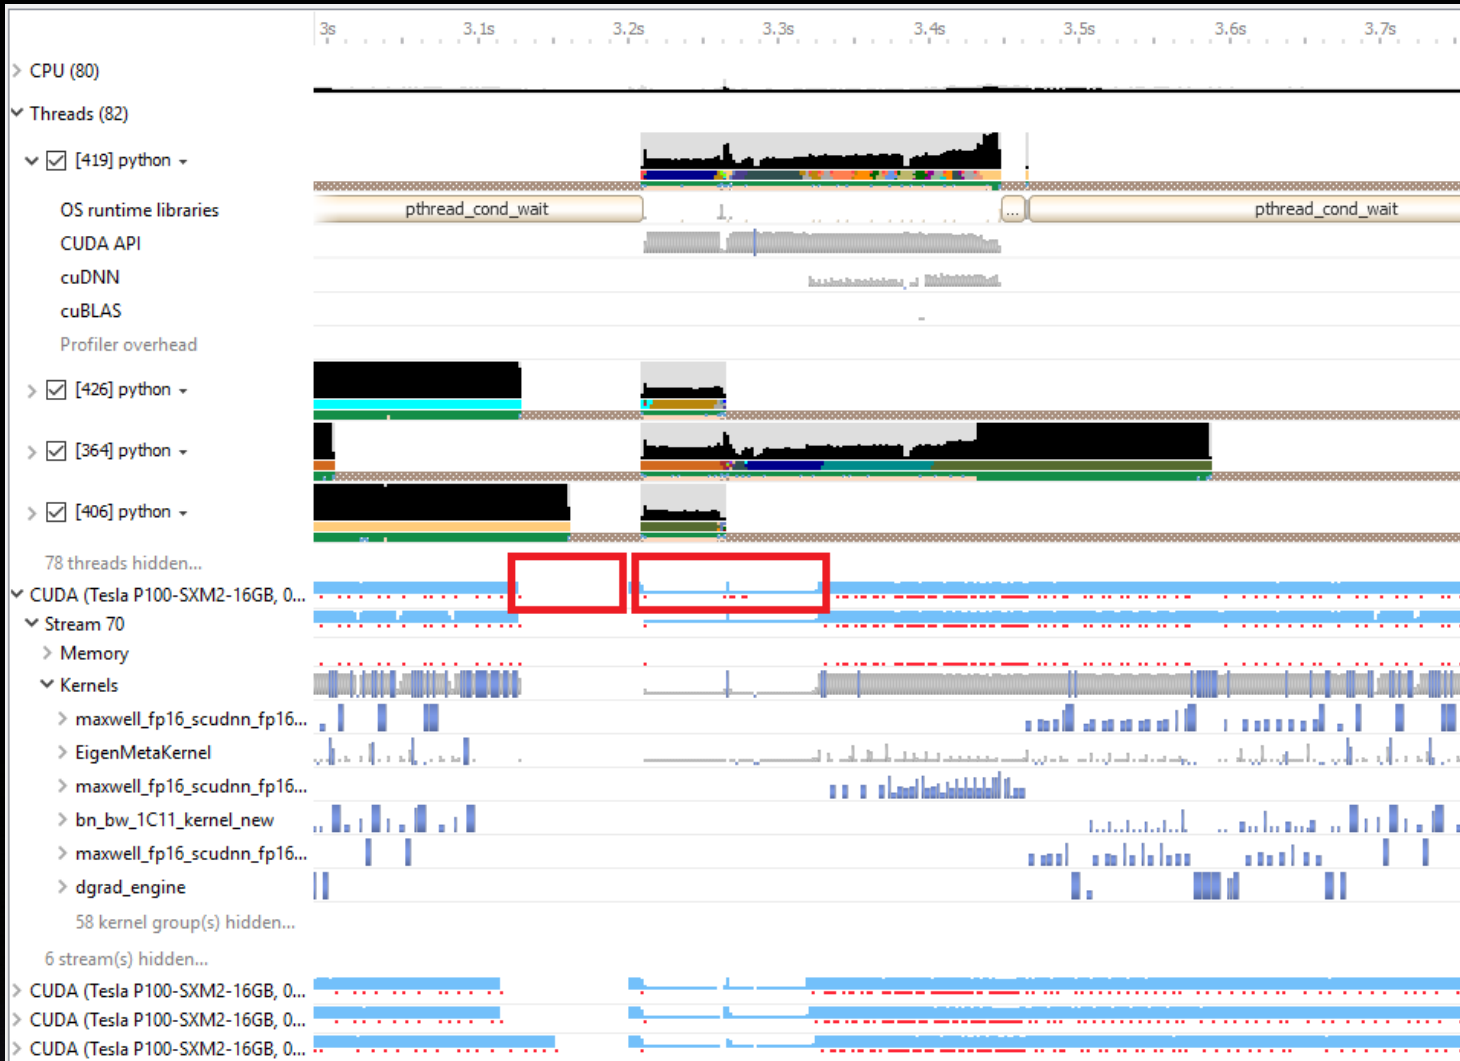 3s 3.1s 3.2s 3.3s 3.4s 3.5s 3.6s 3.7s
CPU (80)
Threads (82)
[419] python
OS runtime libraries pthread_cond_wait ... pthread_cond_wait
CUDA API
cuDNN
cuBLAS
Profiler overhead
[426] python
[364] python
[406] python
78 threads hidden...
CUDA (Tesla P100-SXM2-16GB, 0...
Stream 70
Memory
Kernels
maxwell_fp16_scudnn_fp16...
EigenMetaKernel
maxwell_fp16_scudnn_fp16...
bn_bw_1C11_kernel_new
maxwell_fp16_scudnn_fp16...
dgrad_engine
58 kernel group(s) hidden...
6 stream(s) hidden...
CUDA (Tesla P100-SXM2-16GB, 0...
CUDA (Tesla P100-SXM2-16GB, 0...
CUDA (Tesla P100-SXM2-16GB, 0...